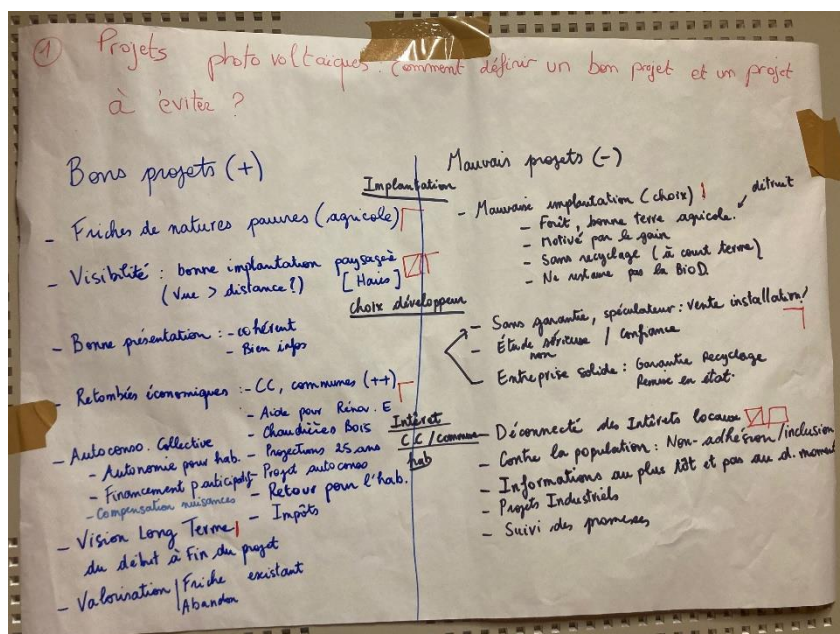 ① Projets photovoltaïques. Comment définir un bon projet et un projet
à éviter ?
Bons projets (+)
- Friches de natures pauvres (agricole)
- Visibilité : bonne implantation paysagée
(Vue > distance ?) [Haies]
- Bonne présentation : - cohérent
- Bien infos
- Retombées économiques : - CC, communes (++)
- Aide pour Rénov. E
- Chaudières Bois
- Projections 25 ans
- Projet autoconso
- Retour pour l'hab.
- Impôts
- Autoconso. Collective
- Autonomie pour hab.
- Financement participatif
- Compensation nuisances
- Vision Long Terme
du début à fin du projet
- Valorisation | Friche existant
Abandon
Implantation
choix développeur
Intérêt
CC/commune
hab
Mauvais projets (-)
- Mauvaise implantation (choix) !
détruit
- Forêt, bonne terre agricole.
- Motivé par le gain
- Sans recyclage (à court terme)
- Ne restaure pas la BioD
- Sans garantie, spéculateur : vente installation !
- Étude sérieuse / confiance
non
- Entreprise solide : Garantie Recyclage
Remise en état.
- Déconnecté des Intérêts locaux
- Contre la population : Non-adhésion/inclusion
- Informations au plus tôt et pas au d. moment
- Projets Industriels
- Suivi des promesses